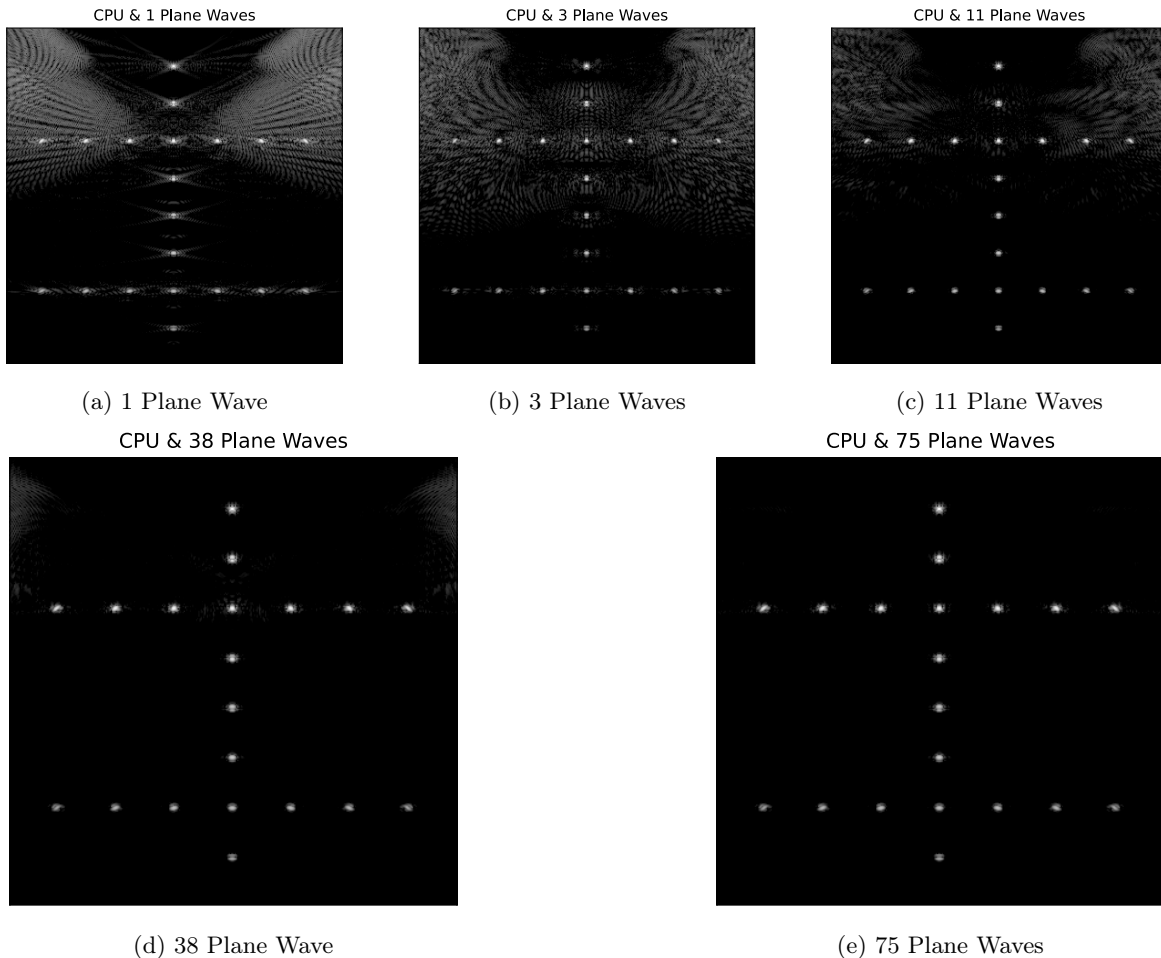 CPU & 1 Plane Waves
CPU & 3 Plane Waves
CPU & 11 Plane Waves
(a) 1 Plane Wave
(b) 3 Plane Waves
(c) 11 Plane Waves
CPU & 38 Plane Waves
CPU & 75 Plane Waves
(d) 38 Plane Wave
(e) 75 Plane Waves